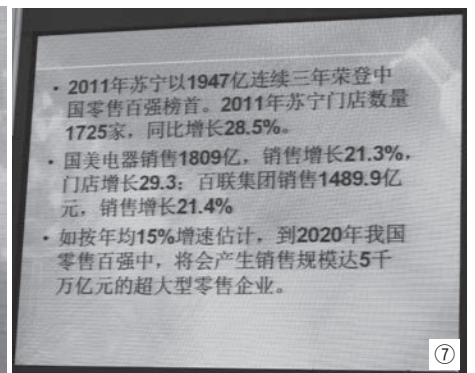 · 2011年苏宁以1947亿连续三年荣登中
国零售百强榜首。2011年苏宁门店数量
1725家，同比增长28.5%。
· 国美电器销售1809亿，销售增长21.3%，
门店增长29.3；百联集团销售1489.9亿
元，销售增长21.4%
· 如按年均15%增速估计，到2020年我国
零售百强中，将会产生销售规模达5千
万亿元的超大型零售企业。
⑦